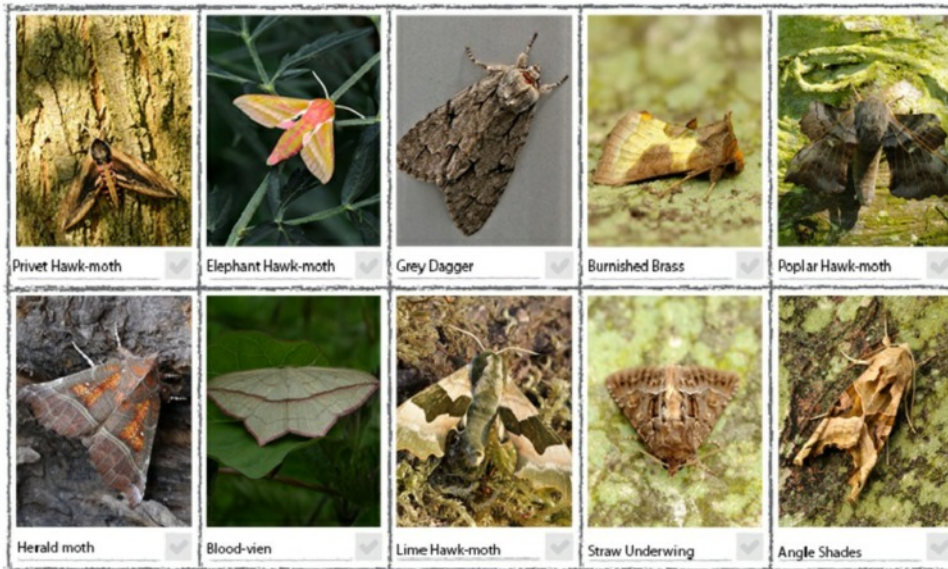 Privet Hawk-moth
Elephant Hawk-moth
Grey Dagger
Burnished Brass
Poplar Hawk-moth
Herald moth
Blood-vien
Lime Hawk-moth
Straw Underwing
Angle Shades